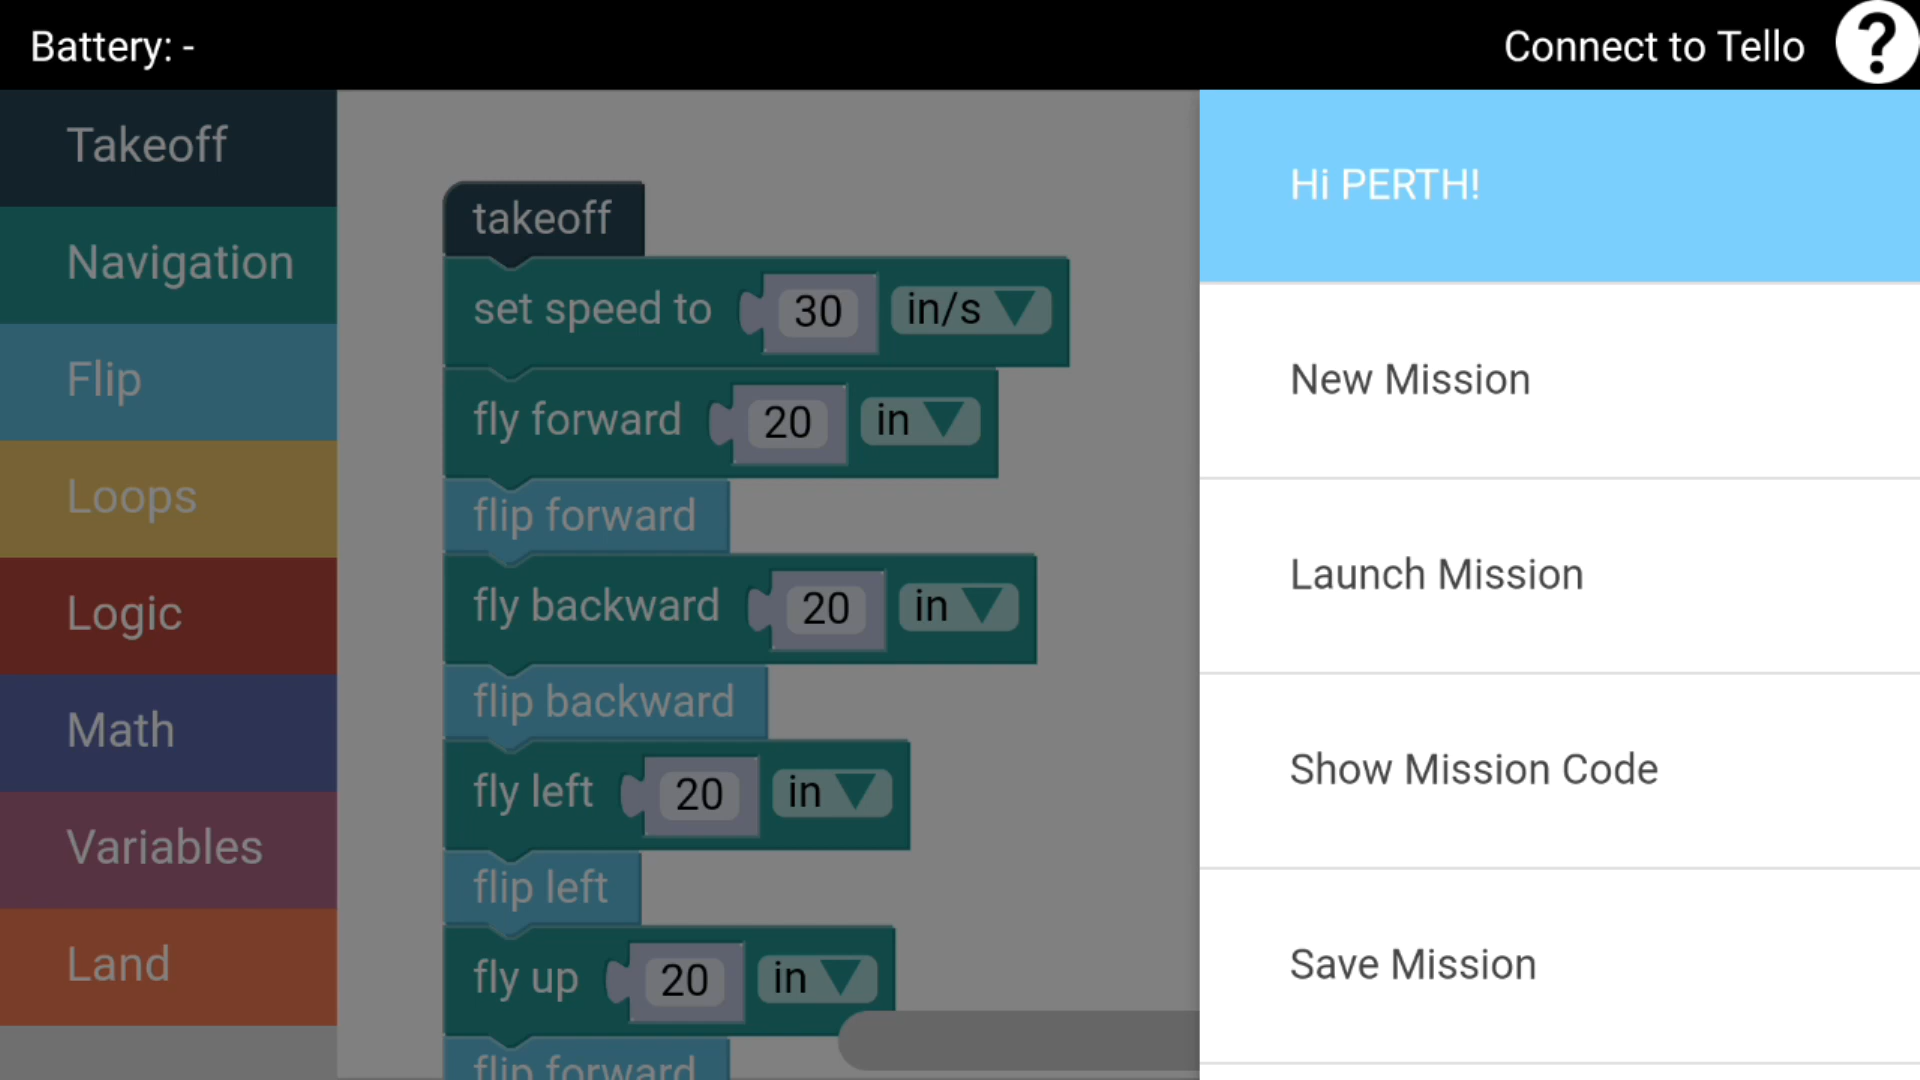 Battery: -
Connect to Tello
?
Takeoff
Navigation
Flip
Loops
Logic
Math
Variables
Land
takeoff
set speed to 30 in/s
fly forward 20 in
flip forward
fly backward 20 in
flip backward
fly left 20 in
flip left
fly up 20 in
flip forward
Hi PERTH!
New Mission
Launch Mission
Show Mission Code
Save Mission